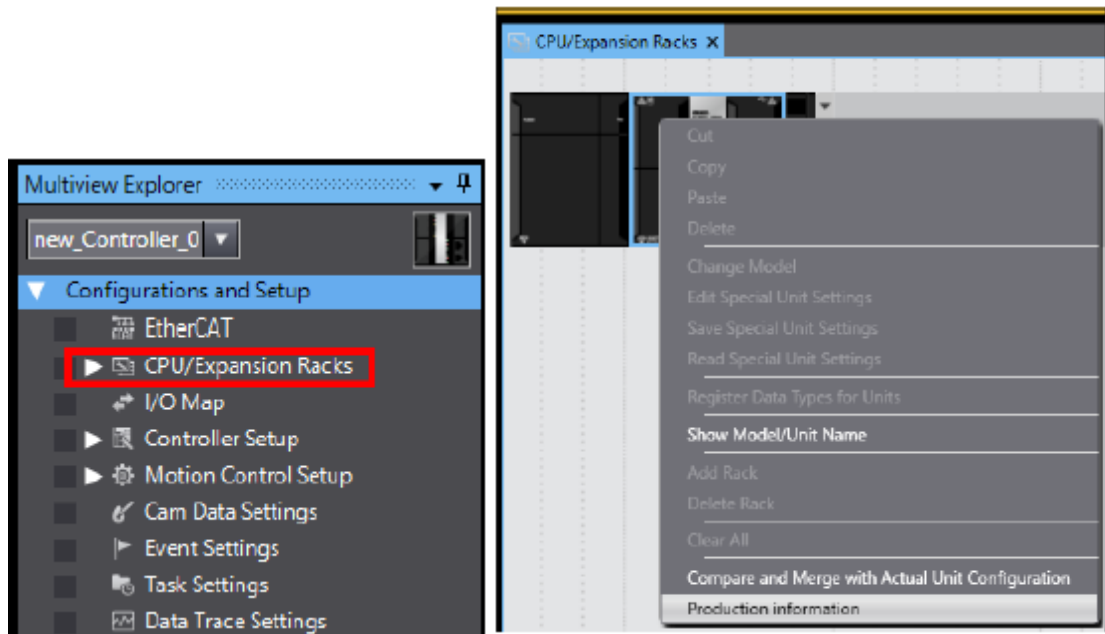 Multiview Explorer
new_Controller_0
Configurations and Setup
EtherCAT
CPU/Expansion Racks
I/O Map
Controller Setup
Motion Control Setup
Cam Data Settings
Event Settings
Task Settings
Data Trace Settings
CPU/Expansion Racks X
Cut
Copy
Paste
Delete
Change Model
Edit Special Unit Settings
Save Special Unit Settings
Read Special Unit Settings
Register Data Types for Units
Show Model/Unit Name
Add Rack
Delete Rack
Clear All
Compare and Merge with Actual Unit Configuration
Production information